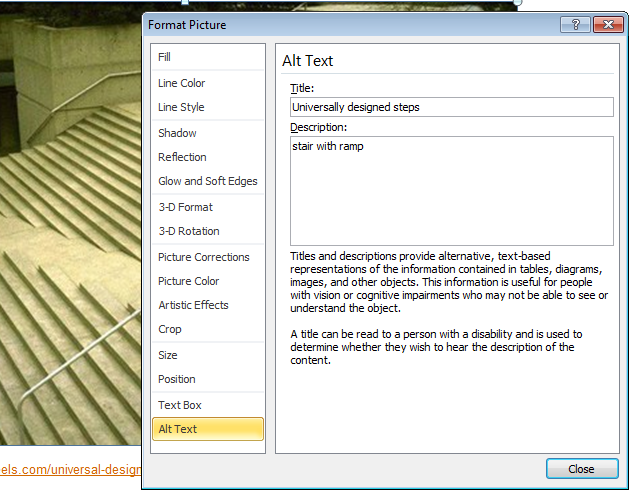 Format Picture
Fill
Line Color
Line Style
Shadow
Reflection
Glow and Soft Edges
3-D Format
3-D Rotation
Picture Corrections
Picture Color
Artistic Effects
Crop
Size
Position
Text Box
Alt Text
Alt Text
Title:
Universally designed steps
Description:
stair with ramp
Titles and descriptions provide alternative, text-based
representations of the information contained in tables, diagrams,
images, and other objects. This information is useful for people
with vision or cognitive impairments who may not be able to see or
understand the object.
A title can be read to a person with a disability and is used to
determine whether they wish to hear the description of the
content.
Close
els.com/universal-design